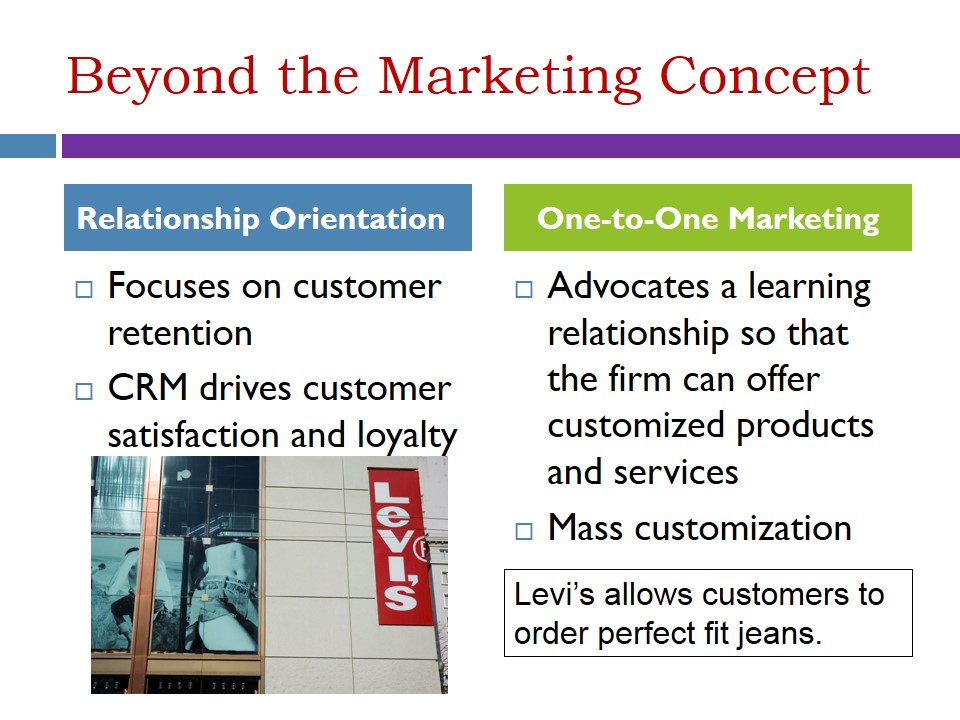 Beyond the Marketing Concept
Relationship Orientation
Focuses on customer
retention
CRM drives customer
satisfaction and loyalty
Levi's
R
One-to-One Marketing
Advocates a learning
relationship so that
the firm can offer
customized products
and services
Mass customization
Levi’s allows customers to
order perfect fit jeans.